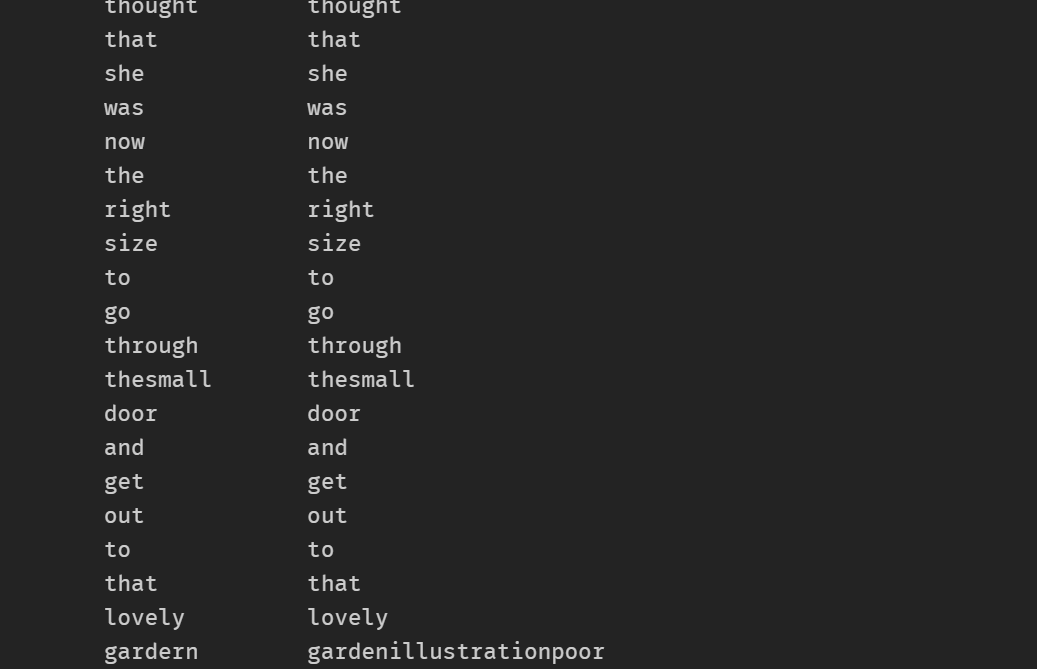 thought thought
that that
she she
was was
now now
the the
right right
size size
to to
go go
through through
thesmall thesmall
door door
and and
get get
out out
to to
that that
lovely lovely
gardern gardenillustrationpoor